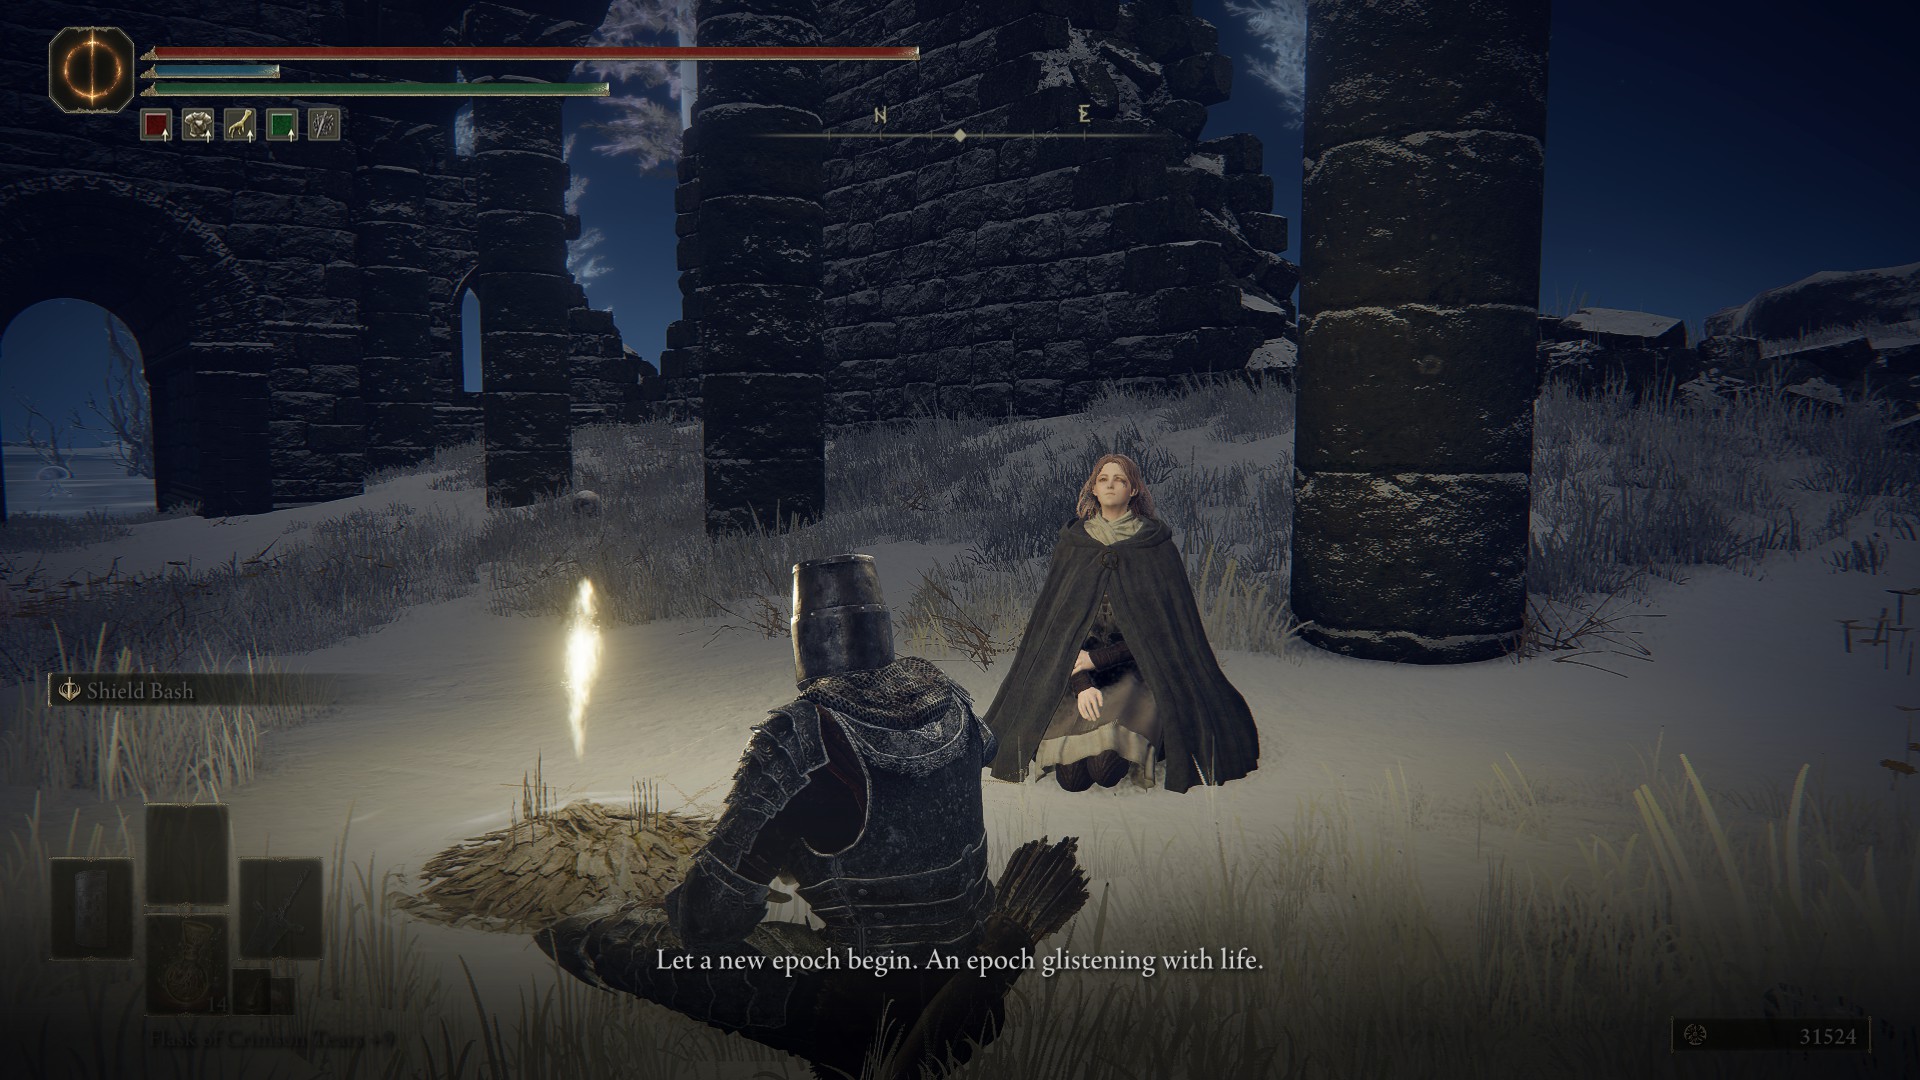 N
E
Shield Bash
Let a new epoch begin. An epoch glistening with life.
14
Flask of Crimson Tears +9
31524